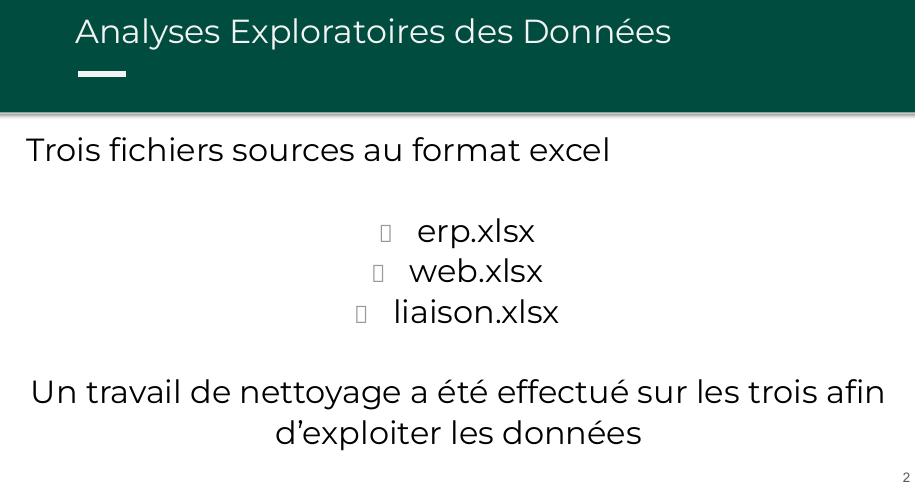 Analyses Exploratoires des Données
Trois fichiers sources au format excel
erp.xlsx
web.xlsx
liaison.xlsx
Un travail de nettoyage a été effectué sur les trois afin
d’exploiter les données
2